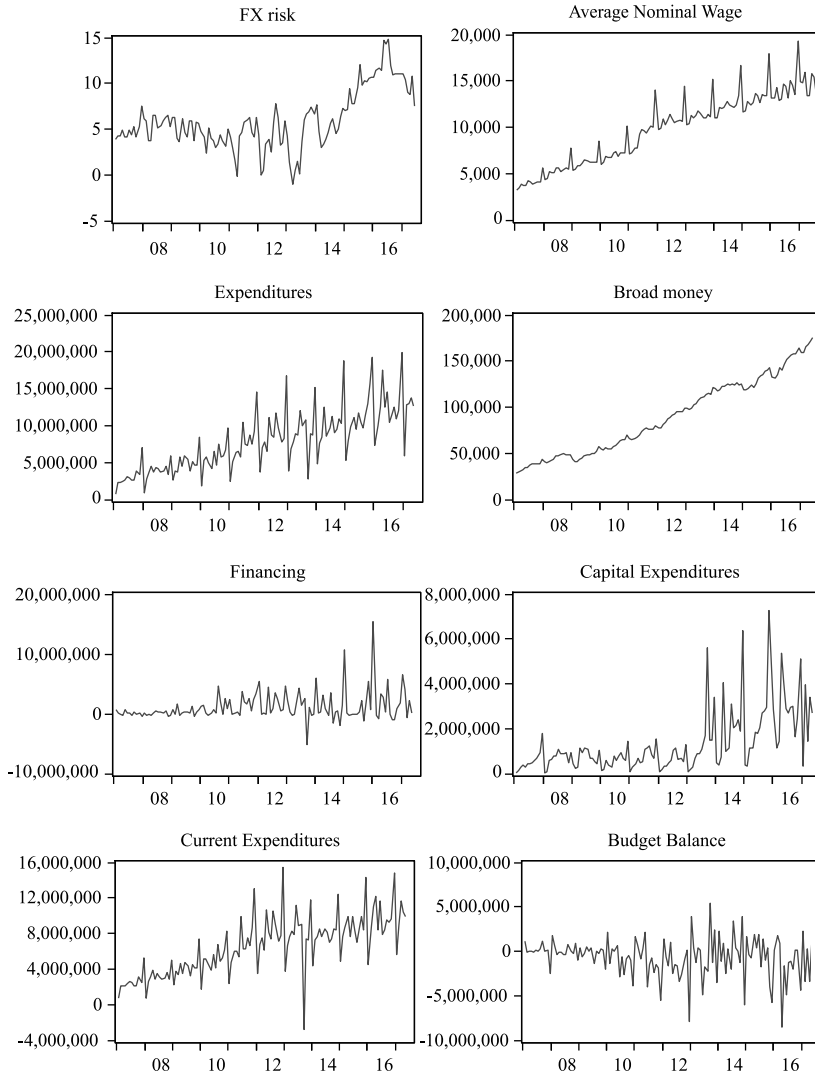 FX risk
15
10
5
0
-5
08 10 12 14 16
Average Nominal Wage
20,000
15,000
10,000
5,000
0
08 10 12 14 16
Expenditures
25,000,000
20,000,000
15,000,000
10,000,000
5,000,000
0
08 10 12 14 16
Broad money
200,000
150,000
100,000
50,000
0
08 10 12 14 16
Financing
20,000,000
10,000,000
0
-10,000,000
08 10 12 14 16
Capital Expenditures
8,000,000
6,000,000
4,000,000
2,000,000
0
08 10 12 14 16
Current Expenditures
16,000,000
12,000,000
8,000,000
4,000,000
0
-4,000,000
08 10 12 14 16
Budget Balance
10,000,000
5,000,000
0
-5,000,000
-10,000,000
08 10 12 14 16